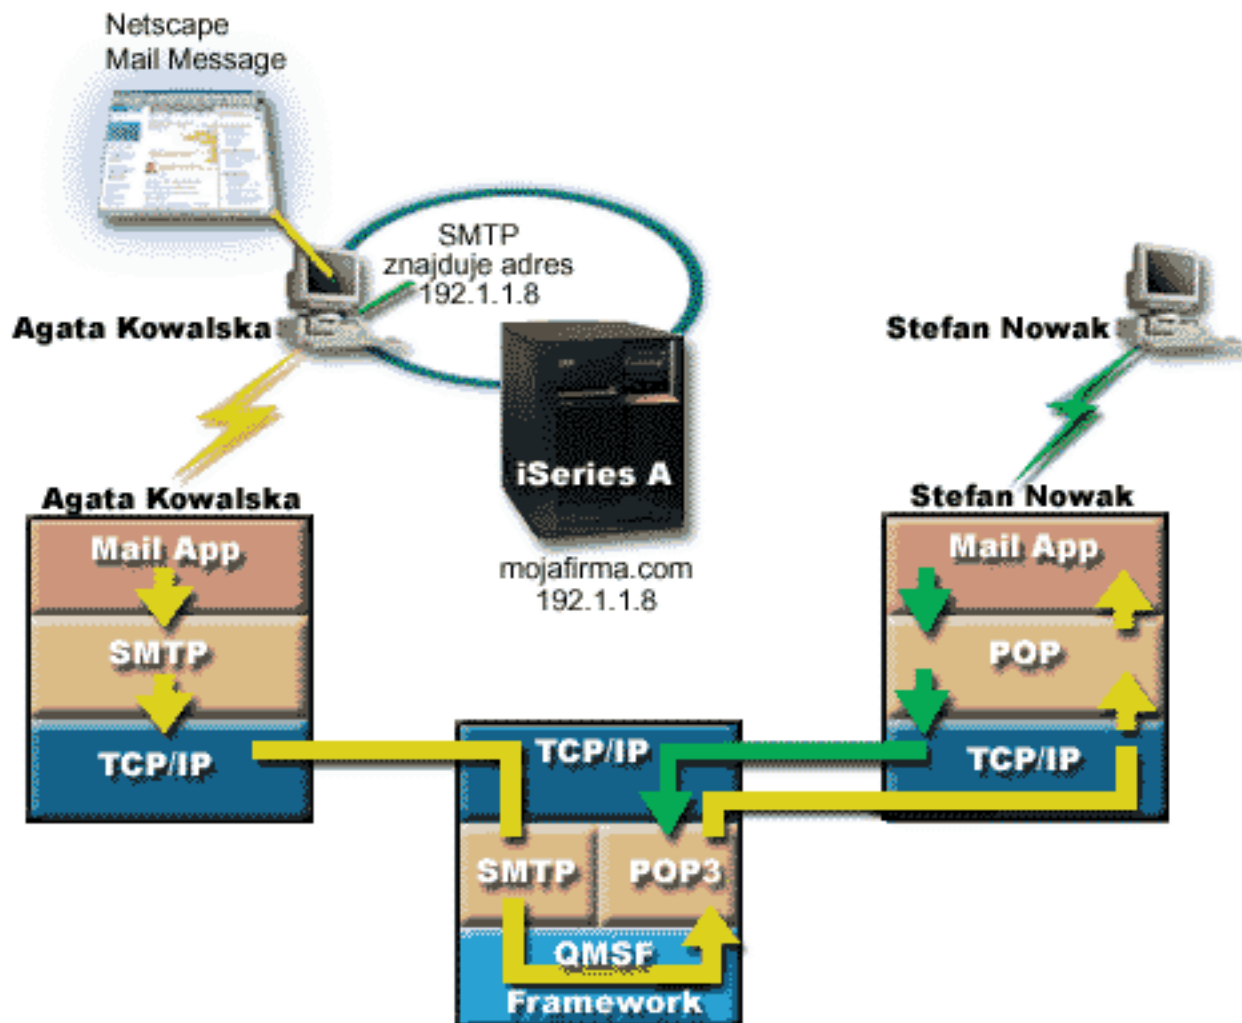 Netscape
Mail Message
SMTP
znajduje adres
192.1.1.8
Agata Kowalska
Stefan Nowak
iSeries A
mojafirma.com
192.1.1.8
Agata Kowalska
Mail App
SMTP
TCP/IP
Stefan Nowak
Mail App
POP
TCP/IP
TCP/IP
SMTP
POP3
QMSF
Framework